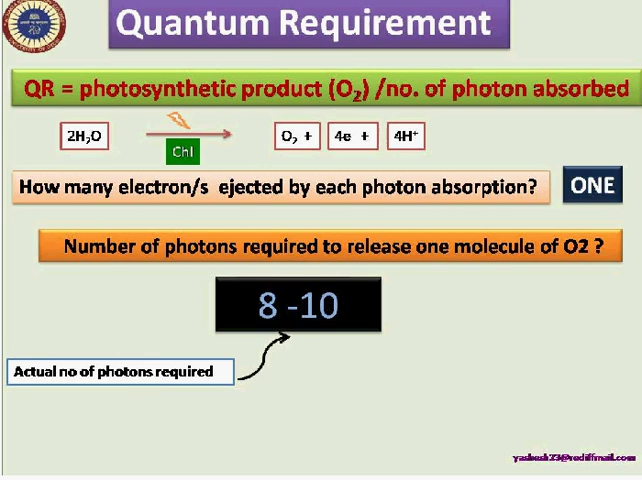 Quantum Requirement
QR = photosynthetic product (O₂) /no. of photon absorbed
2H₂O
Chl
O₂ +
4e +
4H⁺
How many electron/s ejected by each photon absorption?
ONE
Number of photons required to release one molecule of O2 ?
8 -10
Actual no of photons required